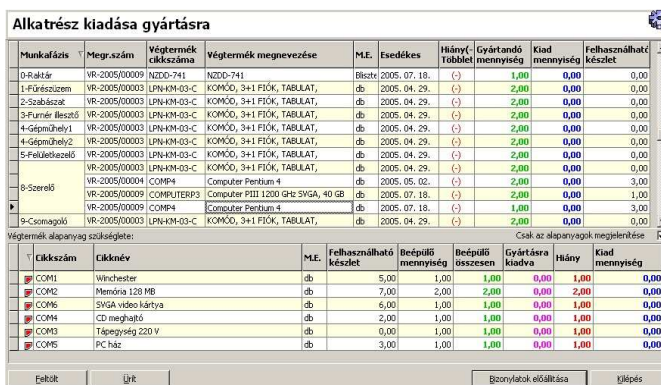 Alkatrész kiadása gyártásra
Munkafázis Megr.szám Végtermék cikkszáma Végtermék megnevezése M.E. Esedékes Hiány(- Többlet Gyártandó mennyiség Kiad mennyiség Felhasználható készlet
0-Raktár VR-2005/00009 NZDD-741 NZDD-741 Bliszte 2005. 07. 18. (-) 1,00 0,00 0,00
1-Fűrészüzem VR-2005/00003 LPN-KM-03-C KOMÓD, 3+1 FIÓK, TABULAT, db 2005. 04. 29. (-) 2,00 0,00 0,00
2-Szabászat VR-2005/00003 LPN-KM-03-C KOMÓD, 3+1 FIÓK, TABULAT, db 2005. 04. 29. (-) 2,00 0,00 0,00
3-Furnér illesztő VR-2005/00003 LPN-KM-03-C KOMÓD, 3+1 FIÓK, TABULAT, db 2005. 04. 29. (-) 2,00 0,00 0,00
4-Gépműhely1 VR-2005/00003 LPN-KM-03-C KOMÓD, 3+1 FIÓK, TABULAT, db 2005. 04. 29. (-) 2,00 0,00 0,00
4-Gépműhely2 VR-2005/00003 LPN-KM-03-C KOMÓD, 3+1 FIÓK, TABULAT, db 2005. 04. 29. (-) 2,00 0,00 0,00
5-Felületkezelő VR-2005/00003 LPN-KM-03-C KOMÓD, 3+1 FIÓK, TABULAT, db 2005. 04. 29. (-) 2,00 0,00 0,00
8-Szerelő VR-2005/00003 LPN-KM-03-C KOMÓD, 3+1 FIÓK, TABULAT, db 2005. 04. 29. (-) 2,00 0,00 0,00
VR-2005/00004 COMP4 Computer Pentium 4 db 2005. 05. 02. (-) 2,00 0,00 3,00
VR-2005/00009 COMPUTERP3 Computer PIII 1200 GHz SVGA, 40 GB db 2005. 07. 18. (-) 2,00 0,00 1,00
VR-2005/00009 COMP4 Computer Pentium 4 db 2005. 07. 18. (-) 1,00 0,00 3,00
9-Csomagoló VR-2005/00003 LPN-KM-03-C KOMÓD, 3+1 FIÓK, TABULAT, db 2005. 04. 29. (-) 2,00 0,00 0,00
Végtermék alapanyag szükséglete: Csak az alapanyagok megjelenítése
Cikkszám Cikknév M.E. Felhasználható készlet Beépülő mennyiség Beépülő összesen Gyártásra kiadva Hiány Kiad mennyiség
COM1 Winchester db 5,00 1,00 1,00 0,00 1,00 0,00
COM2 Memória 128 MB db 7,00 2,00 2,00 0,00 2,00 0,00
COM6 SVGA video kártya db 6,00 1,00 1,00 0,00 1,00 0,00
COM4 CD meghajtó db 2,00 1,00 1,00 0,00 1,00 0,00
COM3 Tápegység 220 V db 0,00 1,00 1,00 0,00 1,00 0,00
COM5 PC ház db 3,00 1,00 1,00 0,00 1,00 0,00
Feltölt Ürít Bizonylatok előállítása Kilépés